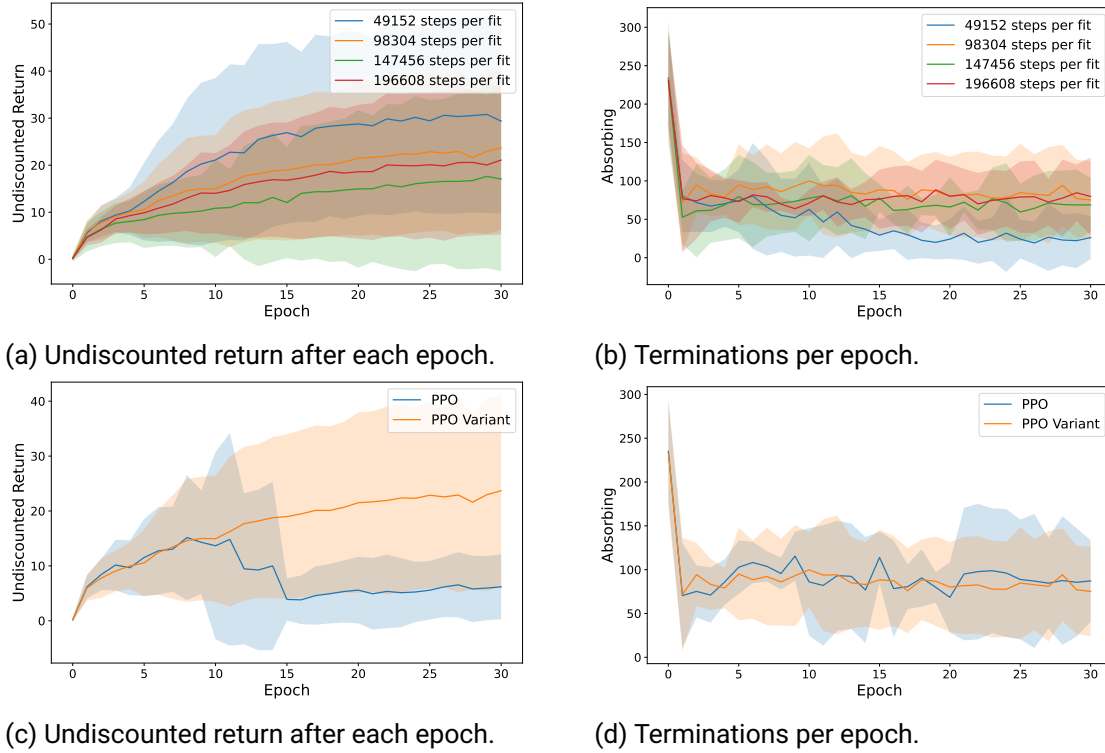 50
40
30
20
10
0
Undiscounted Return
49152 steps per fit
98304 steps per fit
147456 steps per fit
196608 steps per fit
0 5 10 15 20 25 30
Epoch
(a) Undiscounted return after each epoch.
300
250
200
150
100
50
0
Absorbing
49152 steps per fit
98304 steps per fit
147456 steps per fit
196608 steps per fit
0 5 10 15 20 25 30
Epoch
(b) Terminations per epoch.
40
30
20
10
0
Undiscounted Return
PPO
PPO Variant
0 5 10 15 20 25 30
Epoch
(c) Undiscounted return after each epoch.
300
250
200
150
100
50
0
Absorbing
PPO
PPO Variant
0 5 10 15 20 25 30
Epoch
(d) Terminations per epoch.